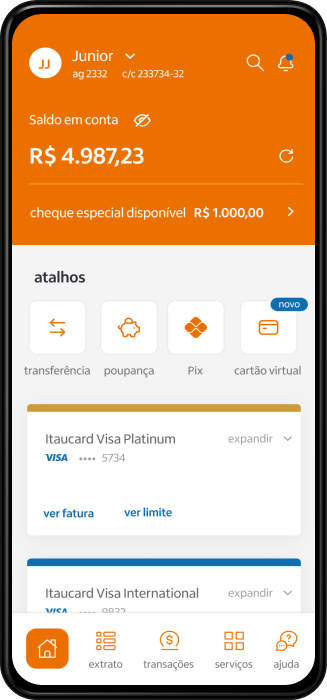 JJ
Junior
ag 2332 c/c 233734-32
Saldo em conta
R$ 4.987,23
cheque especial disponível R$ 1.000,00
atalhos
novo
transferência poupança Pix cartão virtual
Itaucard Visa Platinum expandir
VISA •••• 5734
ver fatura ver limite
Itaucard Visa International expandir
VISA •••• 9832
extrato transações serviços ajuda